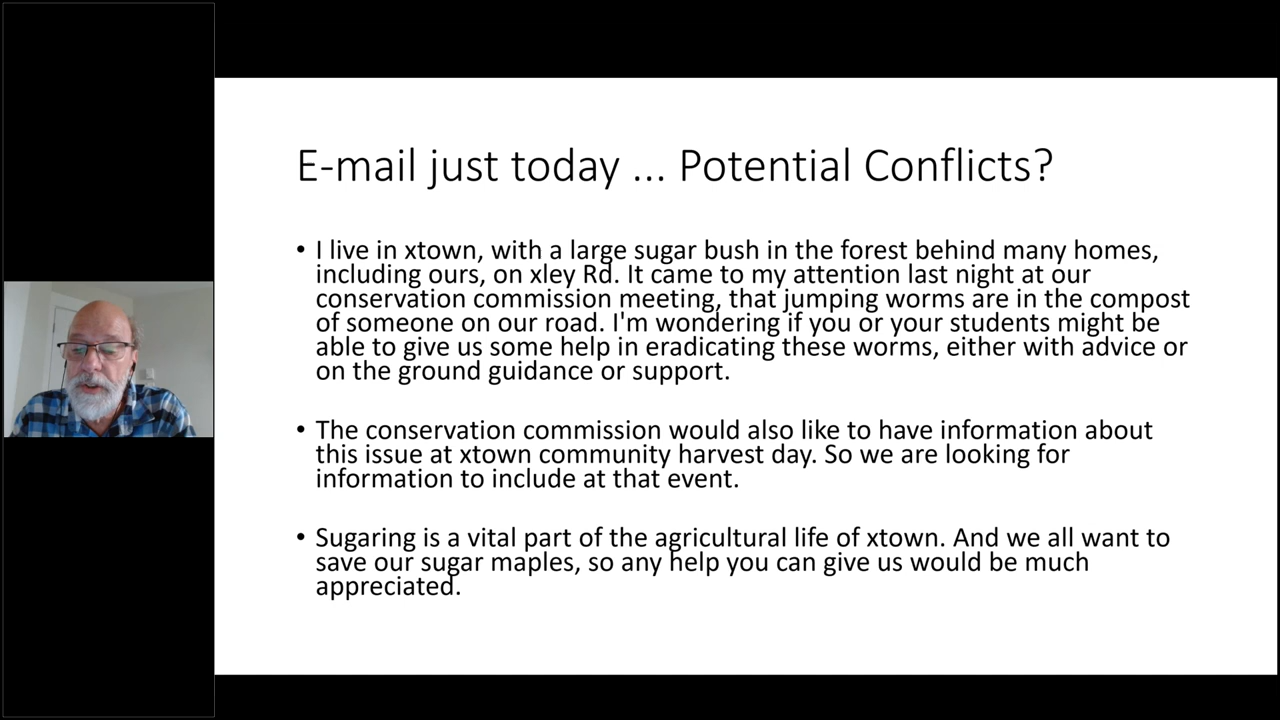 E-mail just today ... Potential Conflicts?
• I live in xtown, with a large sugar bush in the forest behind many homes,
including ours, on xley Rd. It came to my attention last night at our
conservation commission meeting, that jumping worms are in the compost
of someone on our road. I'm wondering if you or your students might be
able to give us some help in eradicating these worms, either with advice or
on the ground guidance or support.
• The conservation commission would also like to have information about
this issue at xtown community harvest day. So we are looking for
information to include at that event.
• Sugaring is a vital part of the agricultural life of xtown. And we all want to
save our sugar maples, so any help you can give us would be much
appreciated.